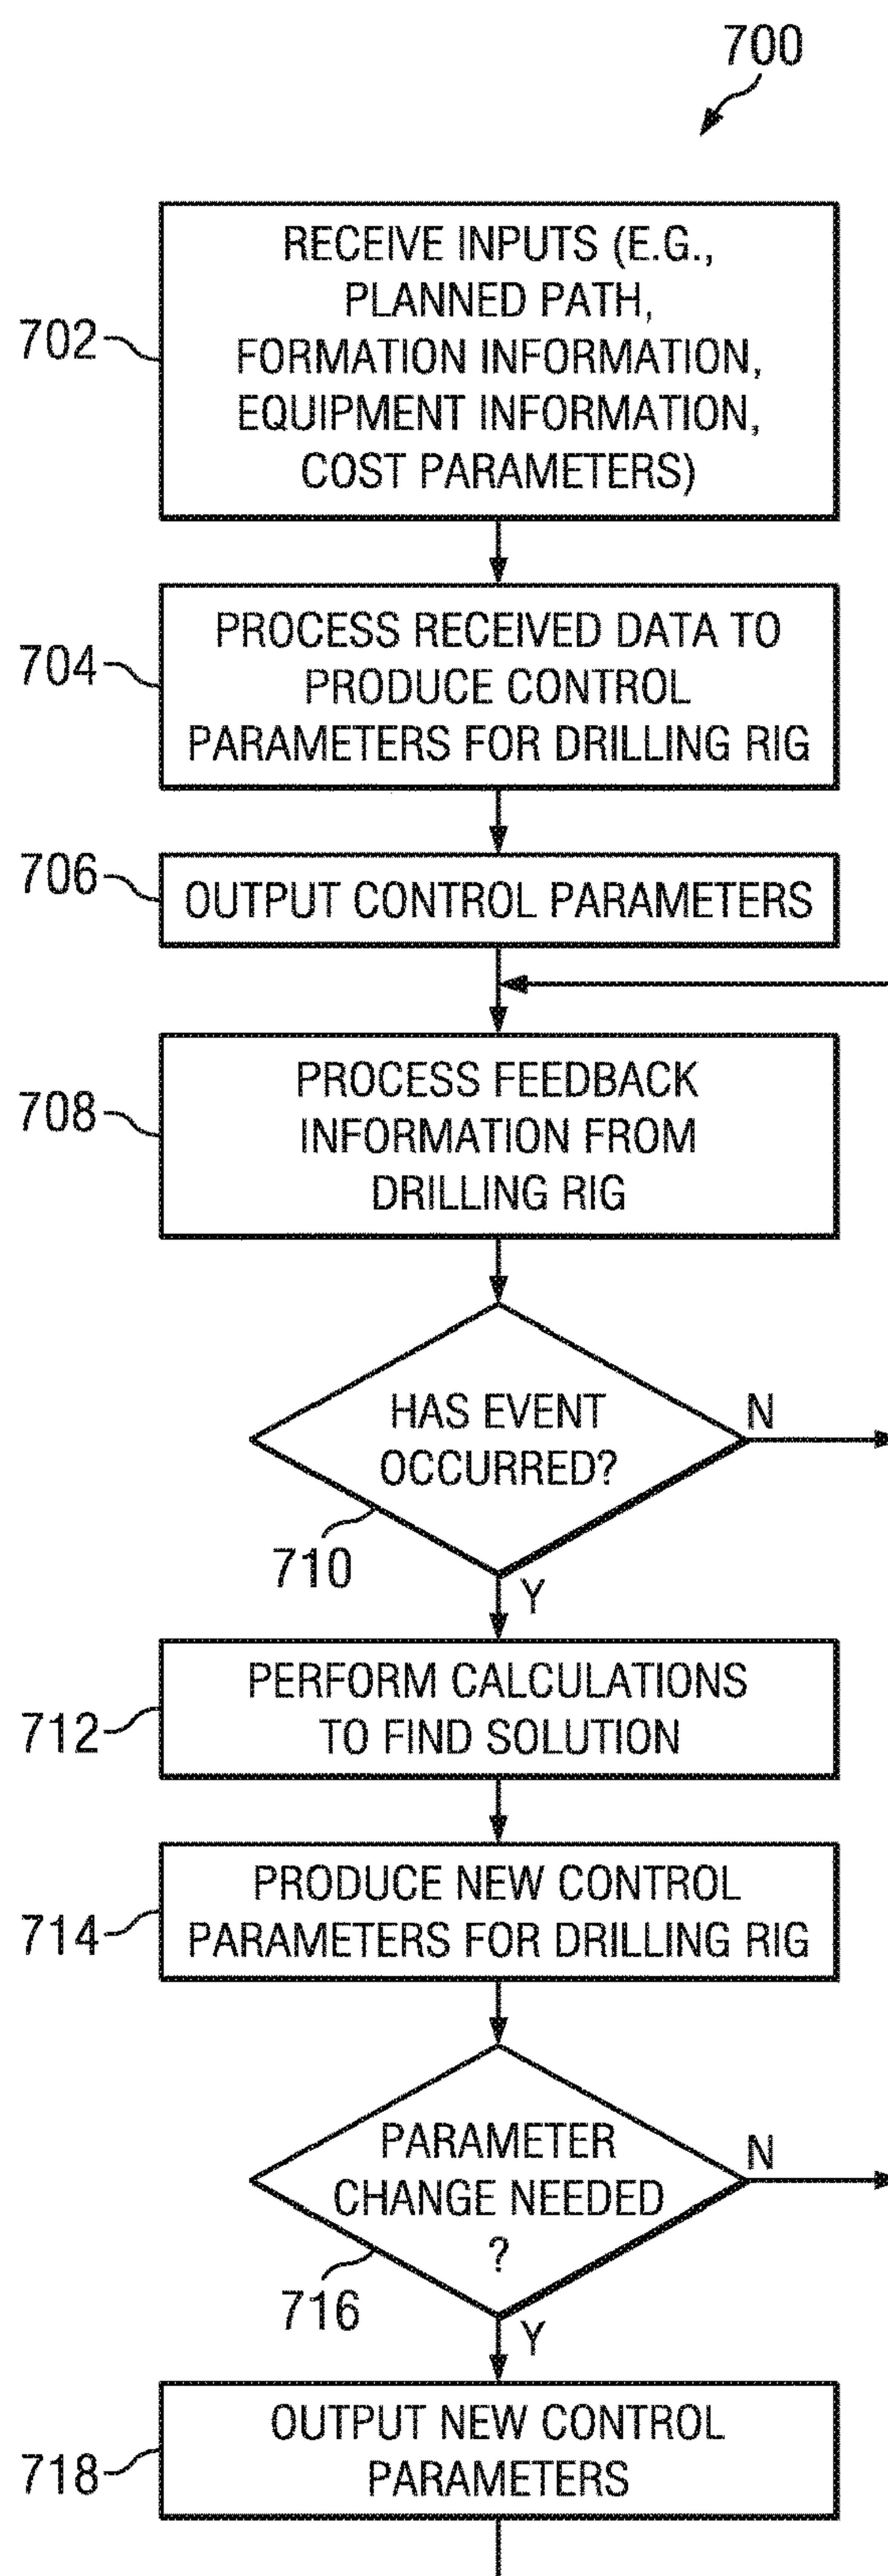 700
702
RECEIVE INPUTS (E.G.,
PLANNED PATH,
FORMATION INFORMATION,
EQUIPMENT INFORMATION,
COST PARAMETERS)
704
PROCESS RECEIVED DATA TO
PRODUCE CONTROL
PARAMETERS FOR DRILLING RIG
706
OUTPUT CONTROL PARAMETERS
708
PROCESS FEEDBACK
INFORMATION FROM
DRILLING RIG
HAS EVENT
OCCURRED?
N
710
Y
712
PERFORM CALCULATIONS
TO FIND SOLUTION
714
PRODUCE NEW CONTROL
PARAMETERS FOR DRILLING RIG
PARAMETER
CHANGE NEEDED
?
N
716
Y
718
OUTPUT NEW CONTROL
PARAMETERS